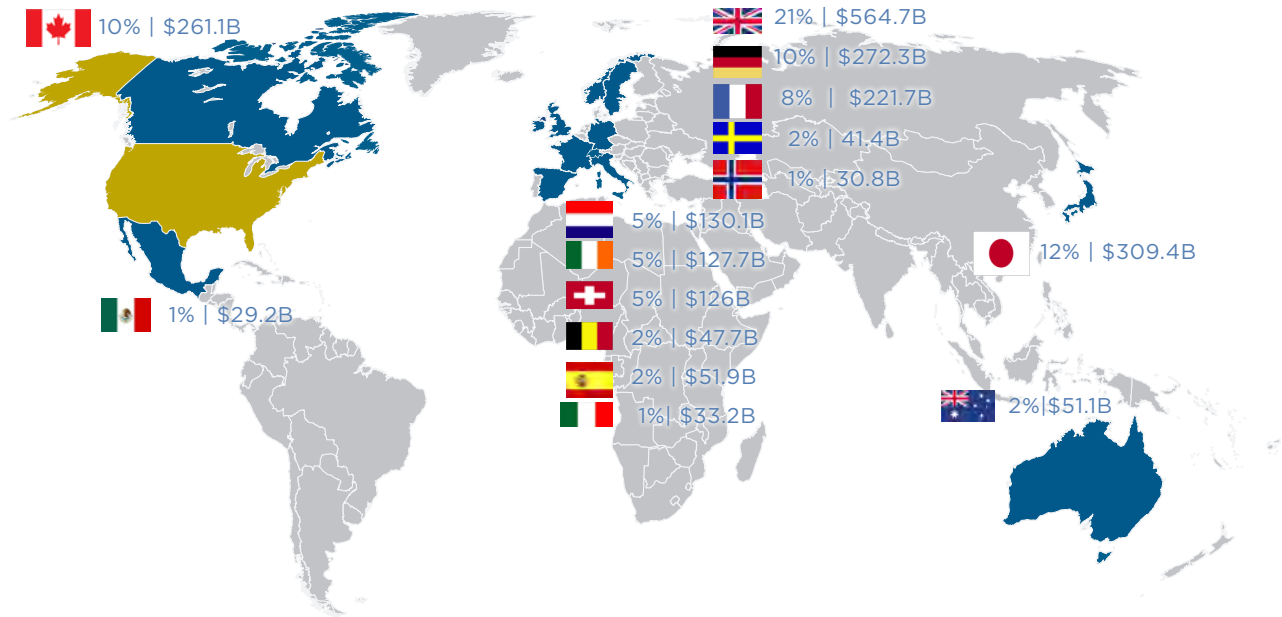 10% | $261.1B
21% | $564.7B
10% | $272.3B
8% | $221.7B
2% | 41.4B
1% | 30.8B
5% | $130.1B
5% | $127.7B
5% | $126B
2% | $47.7B
2% | $51.9B
1%| $33.2B
12% | $309.4B
1% | $29.2B
2%|$51.1B